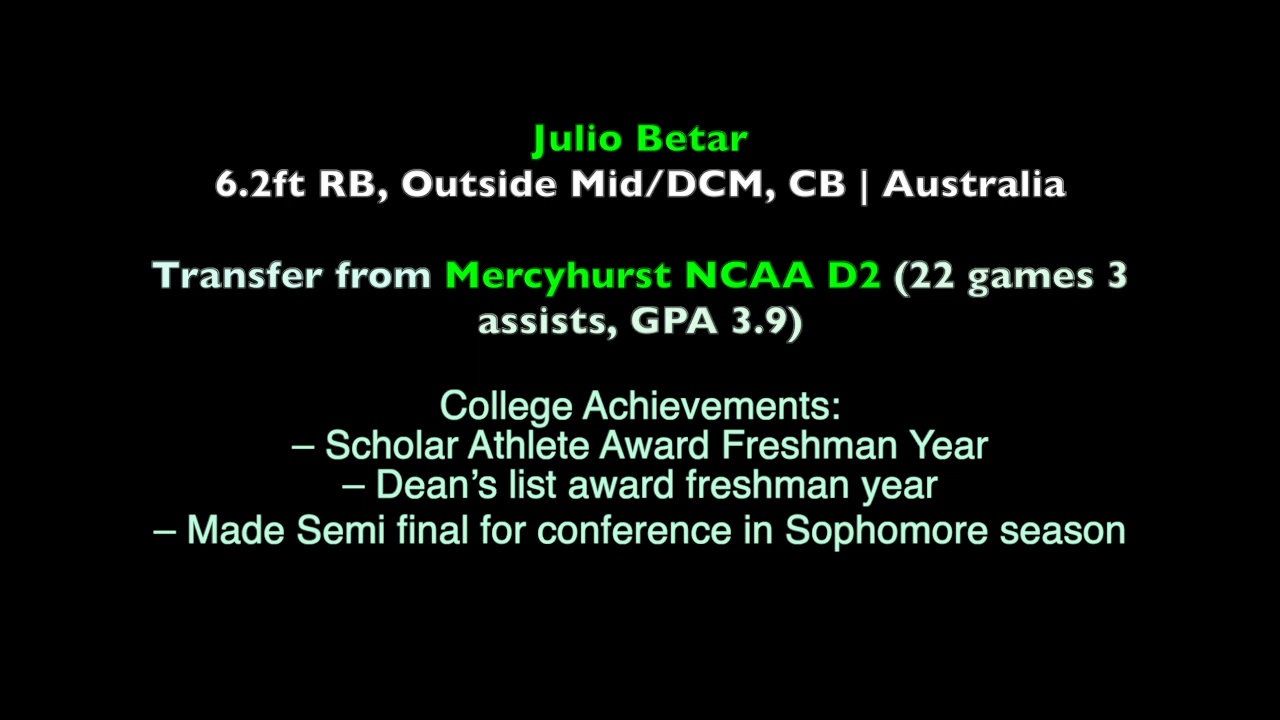 Julio Betar
6.2ft RB, Outside Mid/DCM, CB | Australia
Transfer from Mercyhurst NCAA D2 (22 games 3
assists, GPA 3.9)
College Achievements:
– Scholar Athlete Award Freshman Year
– Dean’s list award freshman year
– Made Semi final for conference in Sophomore season